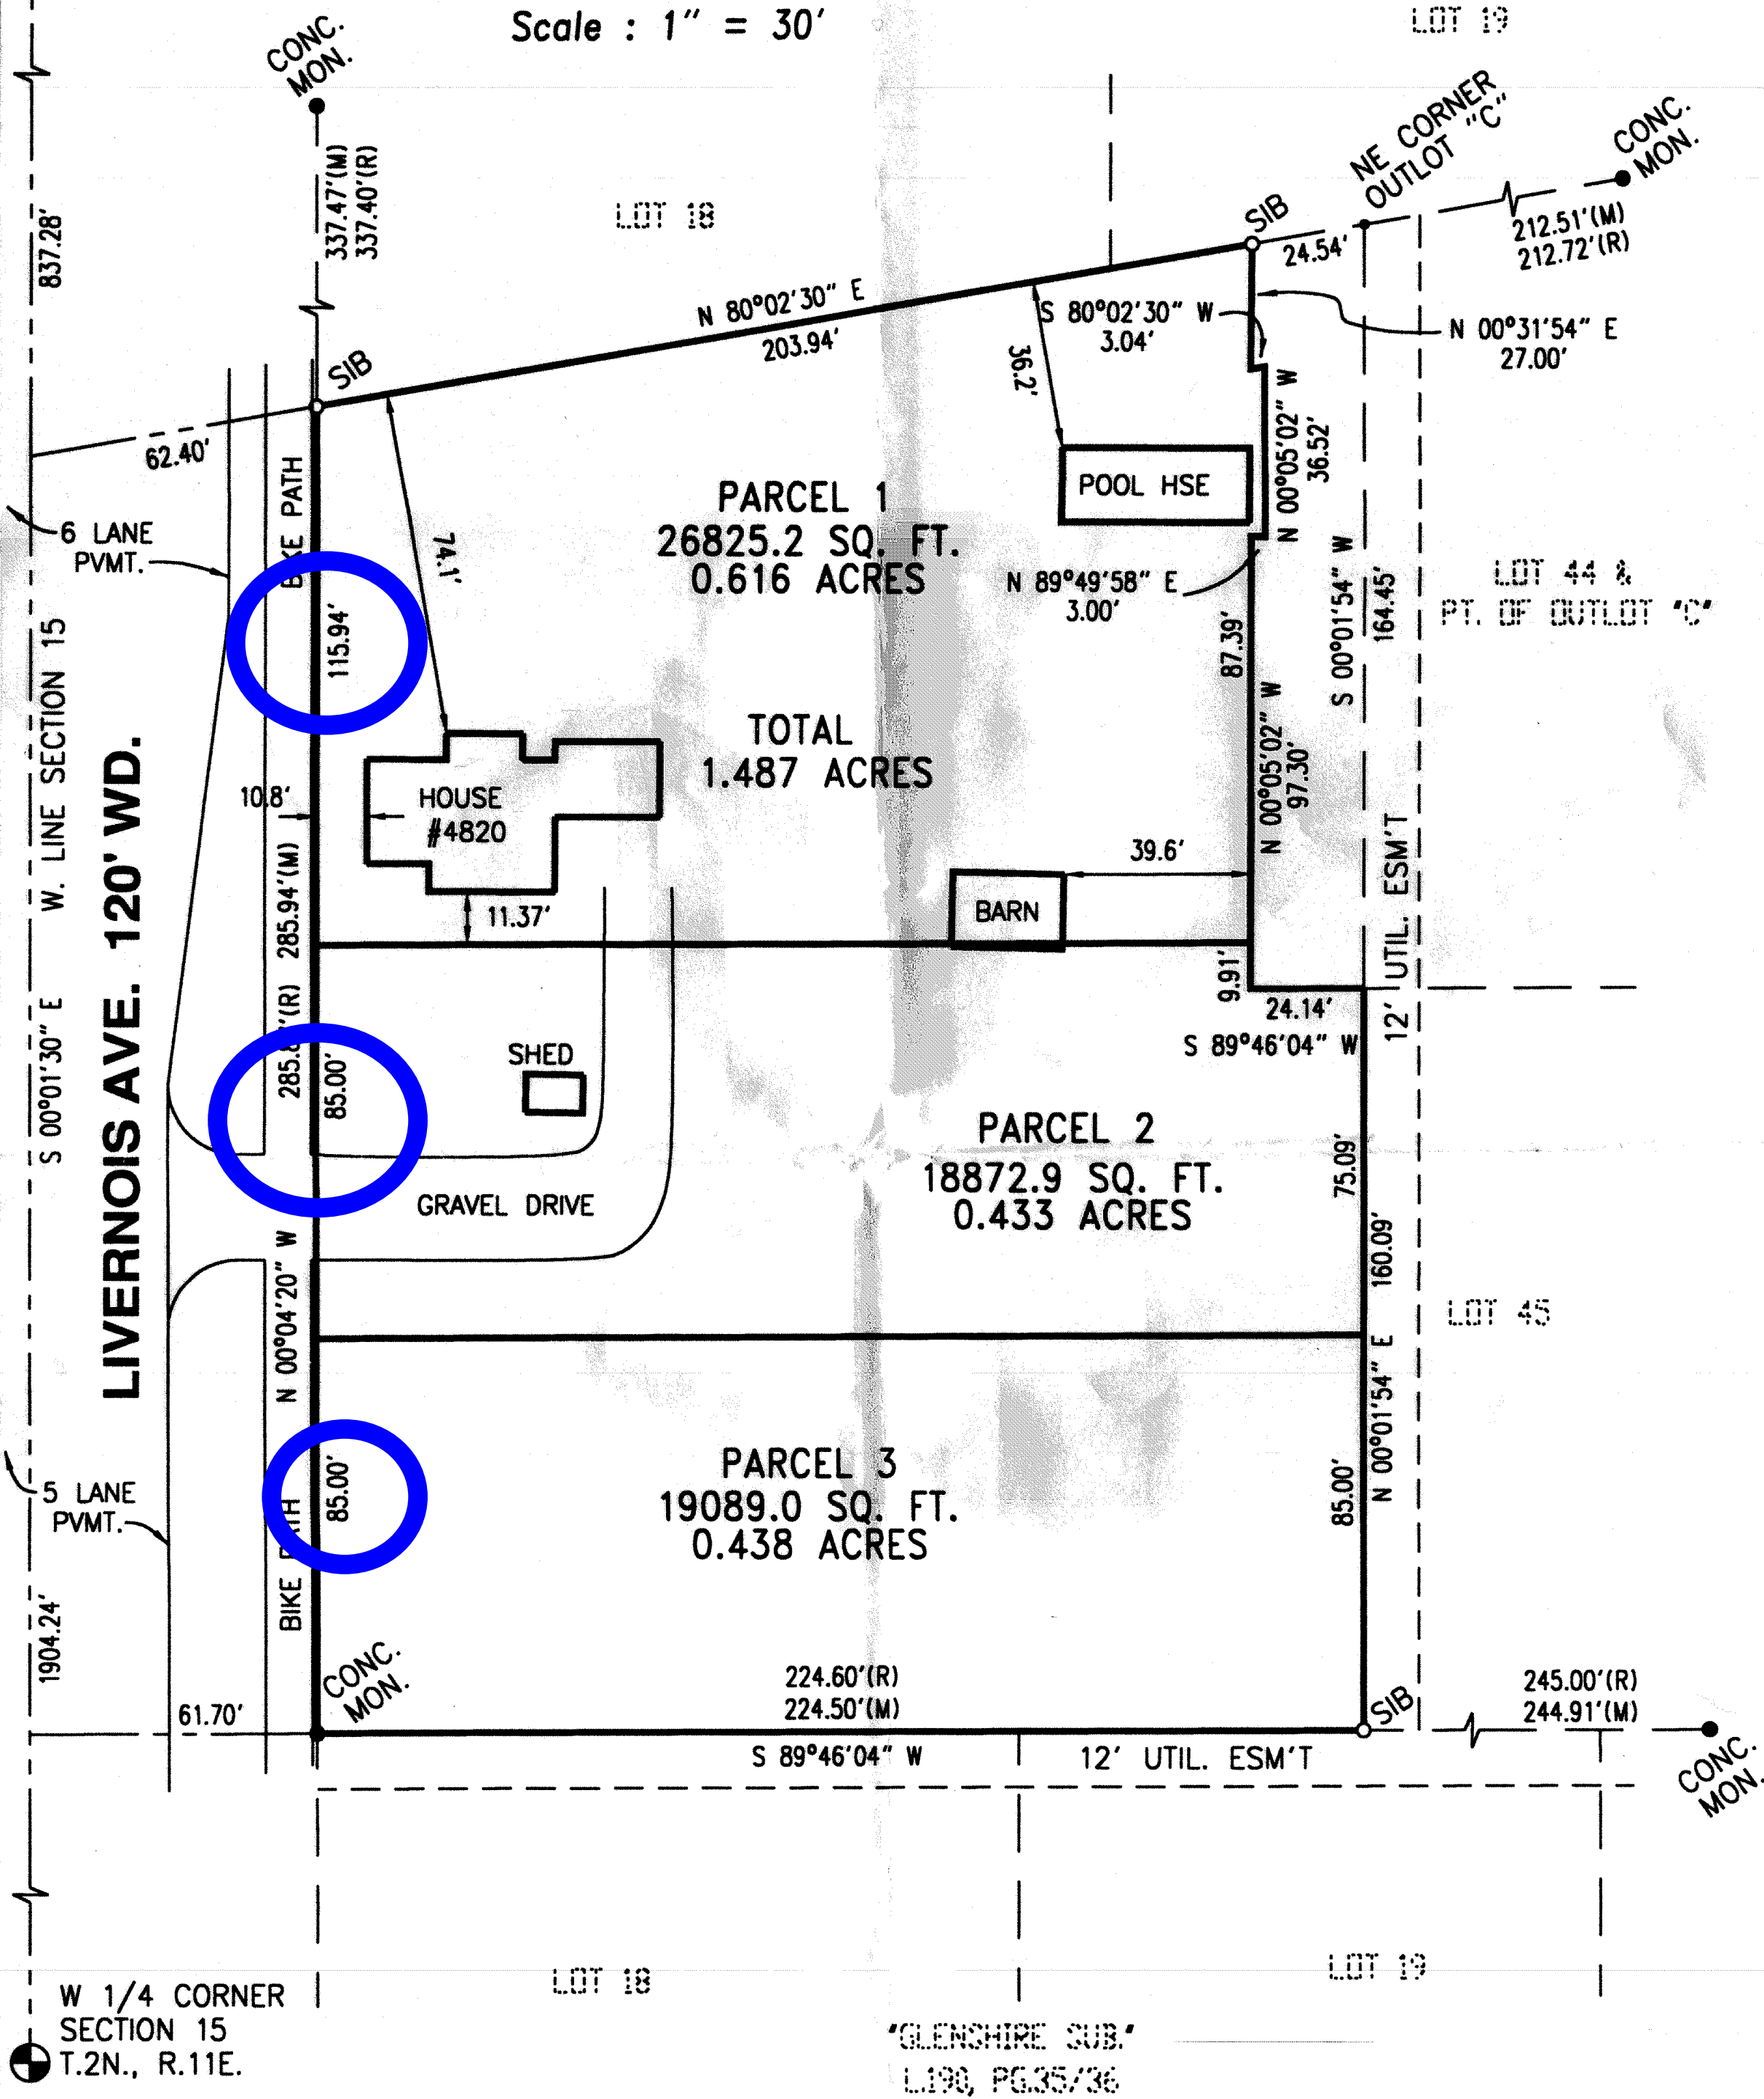 Scale : 1" = 30'
LOT 19
CONC.
MON.
837.28'
337.47'(M)
337.40'(R)
LOT 18
NE CORNER
OUTLOT "C"
CONC.
MON.
SIB
24.54'
212.51'(M)
212.72'(R)
N 80°02'30" E
203.94'
S 80°02'30" W
3.04'
N 00°31'54" E
27.00'
36.2'
SIB
62.40'
BIKE PATH
6 LANE
PVMT.
74.1'
PARCEL 1
26825.2 SQ. FT.
0.616 ACRES
POOL HSE
N 00°05'02" W
36.52'
N 89°49'58" E
3.00'
S 00°01'54" W
164.45'
LOT 44 &
PT. OF OUTLOT "C"
115.94'
87.39'
TOTAL
1.487 ACRES
N 00°05'02" W
97.30'
W. LINE SECTION 15
S 00°01'30" E
LIVERNOIS AVE. 120' WD.
10.8'
HOUSE
#4820
11.37'
39.6'
BARN
12' UTIL. ESM'T
285.94'(M)
9.91'
24.14'
S 89°46'04" W
85.00'
SHED
GRAVEL DRIVE
PARCEL 2
18872.9 SQ. FT.
0.433 ACRES
75.09'
160.09'
N 00°04'20" W
LOT 45
N 00°01'54" E
85.00'
5 LANE
PVMT.
BIKE
85.00'
PARCEL 3
19089.0 SQ. FT.
0.438 ACRES
1904.24'
CONC.
MON.
61.70'
224.60'(R)
224.50'(M)
S 89°46'04" W
12' UTIL. ESM'T
SIB
245.00'(R)
244.91'(M)
CONC.
MON.
LOT 18
LOT 19
W 1/4 CORNER
SECTION 15
T.2N., R.11E.
"GLENSHIRE SUB."
L.190, PG.35/36